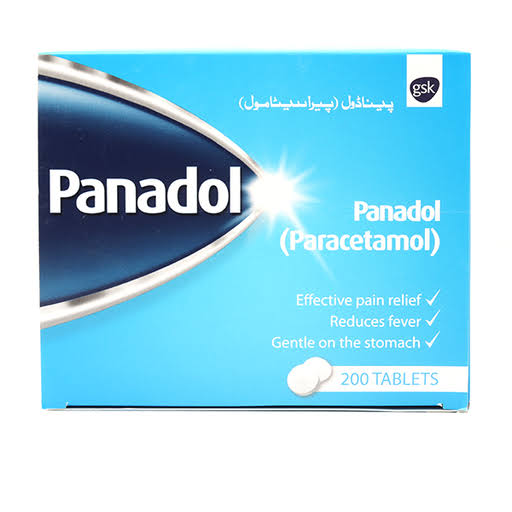 gsk
پیناڈول (پیراسیٹامول)
Panadol
Panadol
(Paracetamol)
Effective pain relief ✓
Reduces fever ✓
Gentle on the stomach ✓
200 TABLETS